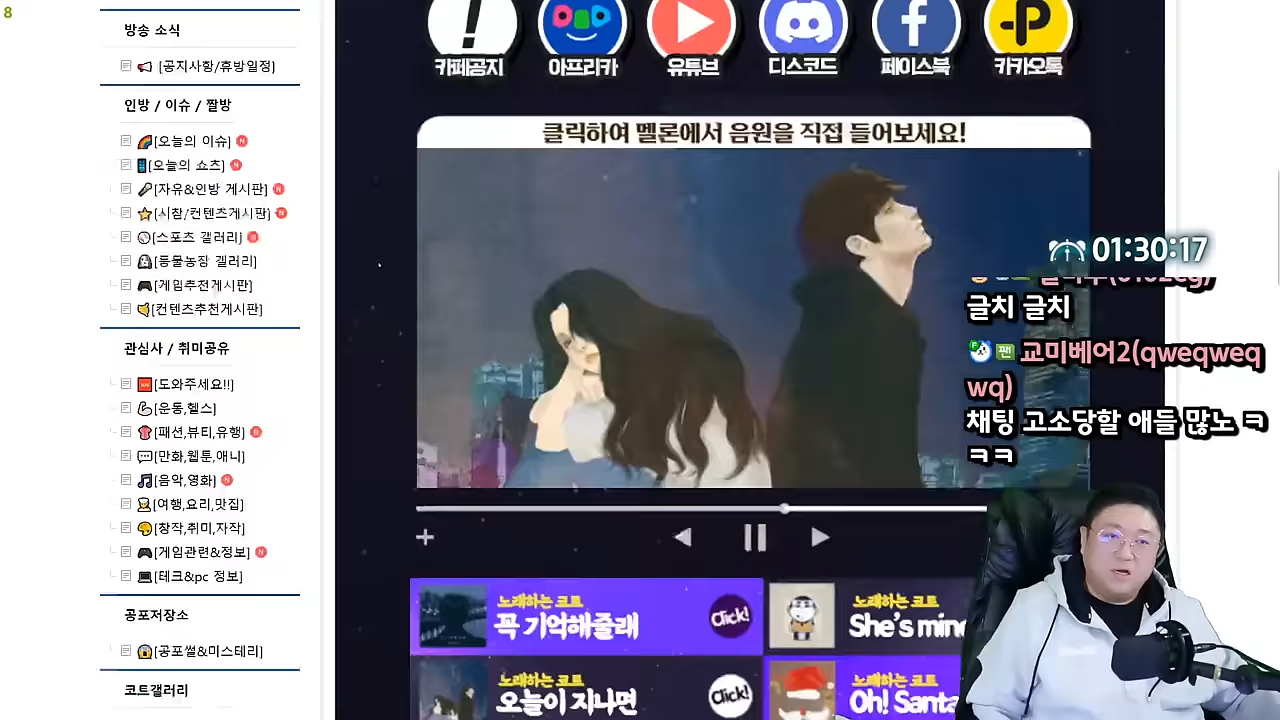 8
방송 소식
[공지사항/휴방일정]
인방 / 이슈 / 짤방
[오늘의 이슈] N
[오늘의 쇼츠] N
[자유&인방 게시판] N
[시참/컨텐츠게시판] N
[스포츠 갤러리]
[동물농장 갤러리]
[게임추천게시판]
[컨텐츠추천게시판]
관심사 / 취미공유
[도와주세요!!]
[운동,헬스]
[패션,뷰티,유행] N
[만화,웹툰,애니]
[음악,영화] N
[여행,요리,맛집]
[창작,취미,자작]
[게임관련&정보] N
[테크&pc 정보]
공포저장소
[공포썰&미스테리]
코트갤러리
카페공지
아프리카
유튜브
디스코드
페이스북
카카오톡
클릭하여 멜론에서 음원을 직접 들어보세요!
01:30:17
글치 글치
팬 교미베어2(qweqweq
wq)
채팅 고소당할 애들 많노 ㅋ
ㅋㅋ
노래하는 코트
꼭 기억해줄래
Click!
노래하는 코트
She's mine
노래하는 코트
오늘이 지나면
Click!
노래하는 코트
Oh! Santa